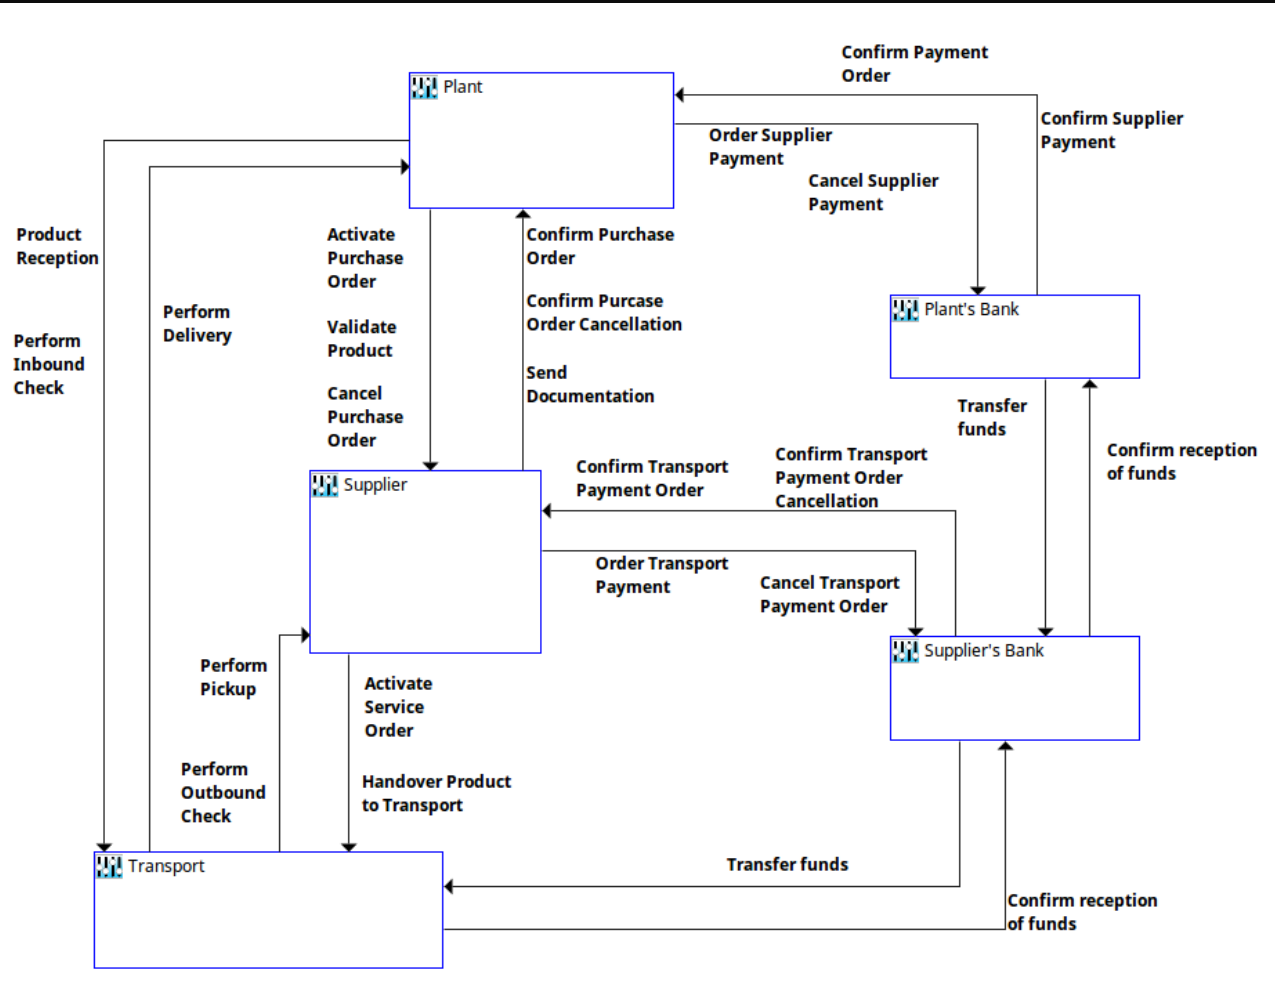 Confirm Payment
Order
Plant
Confirm Supplier
Payment
Order Supplier
Payment
Cancel Supplier
Payment
Product
Reception
Activate
Purchase
Order
Confirm Purchase
Order
Perform
Delivery
Confirm Purcase
Order Cancellation
Plant's Bank
Validate
Product
Perform
Inbound
Check
Send
Documentation
Cancel
Purchase
Order
Transfer
funds
Confirm reception
of funds
Confirm Transport
Payment Order
Confirm Transport
Payment Order
Cancellation
Supplier
Order Transport
Payment
Cancel Transport
Payment Order
Supplier's Bank
Perform
Pickup
Activate
Service
Order
Perform
Outbound
Check
Handover Product
to Transport
Transport
Transfer funds
Confirm reception
of funds